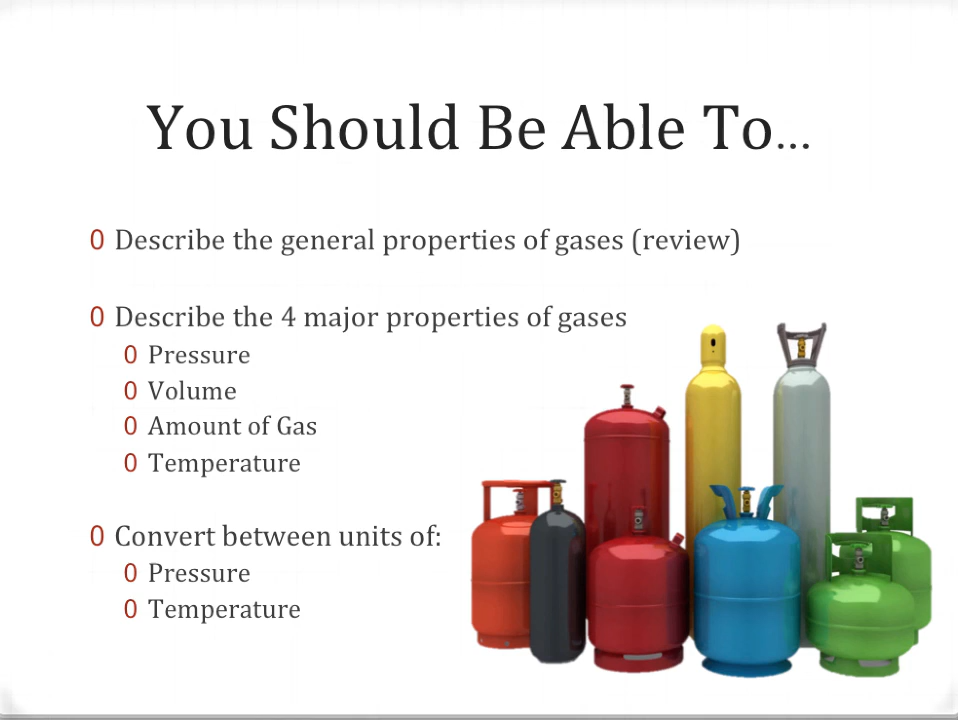 You Should Be Able To...
0 Describe the general properties of gases (review)
0 Describe the 4 major properties of gases
0 Pressure
0 Volume
0 Amount of Gas
0 Temperature
0 Convert between units of:
0 Pressure
0 Temperature